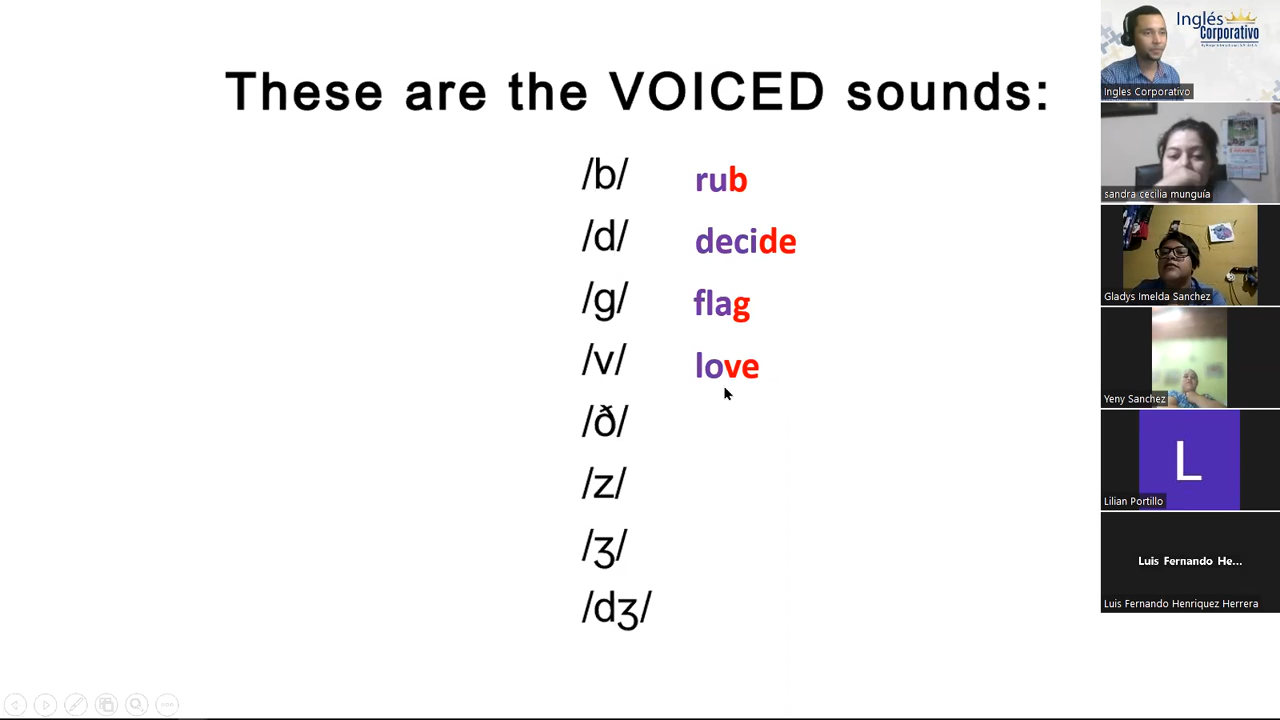 These are the VOICED sounds:
/b/ rub
/d/ decide
/g/ flag
/v/ love
/ð/
/z/
/ʒ/
/dʒ/
Inglés
Corporativo
Ingles Corporativo
sandra cecilia munguía
Gladys Imelda Sanchez
Yeny Sanchez
L
Lilian Portillo
Luis Fernando He...
Luis Fernando Henriquez Herrera